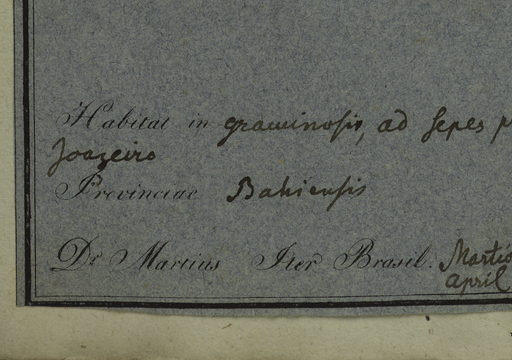 Habitat in graminosis, ad sepes
Joazeiro
Provinciae Bahiensis
Dr. Martius Iter Brasil. Martio
april